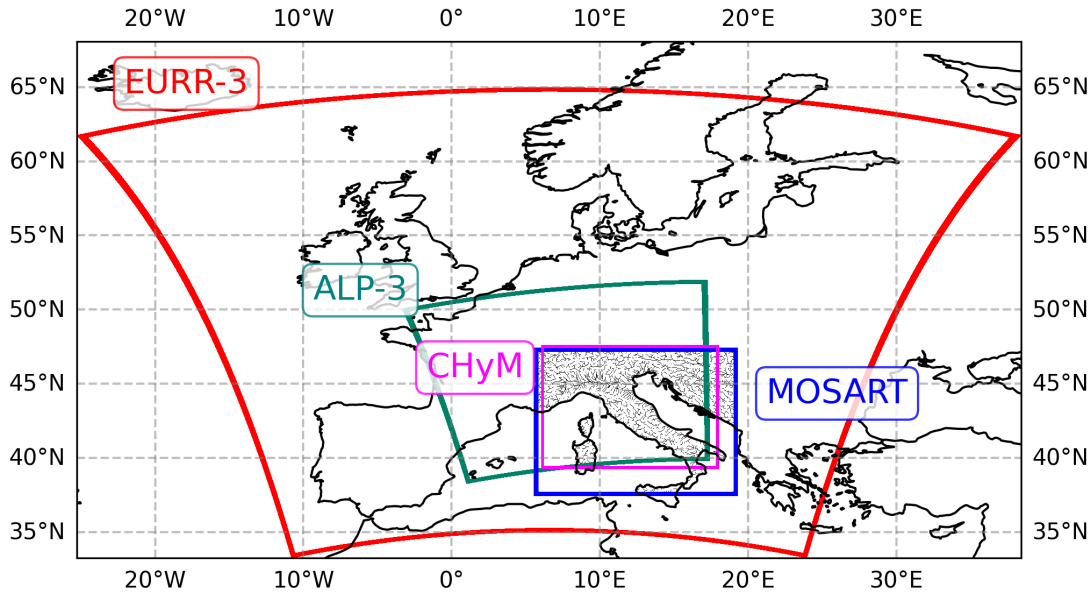 20°W 10°W 0° 10°E 20°E 30°E
65°N EURR-3 65°N
60°N 60°N
55°N 55°N
ALP-3
50°N 50°N
CHyM
45°N MOSART 45°N
40°N 40°N
35°N 35°N
20°W 10°W 0° 10°E 20°E 30°E